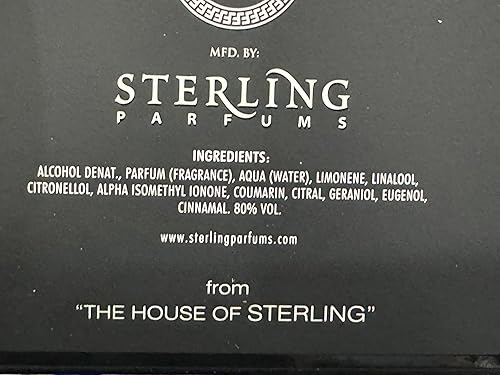 MFD. BY:
STERLING
PARFUMS
INGREDIENTS:
ALCOHOL DENAT., PARFUM (FRAGRANCE), AQUA (WATER), LIMONENE, LINALOOL,
CITRONELLOL, ALPHA ISOMETHYL IONONE, COUMARIN, CITRAL, GERANIOL, EUGENOL,
CINNAMAL. 80% VOL.
www.sterlingparfums.com
from
"THE HOUSE OF STERLING"